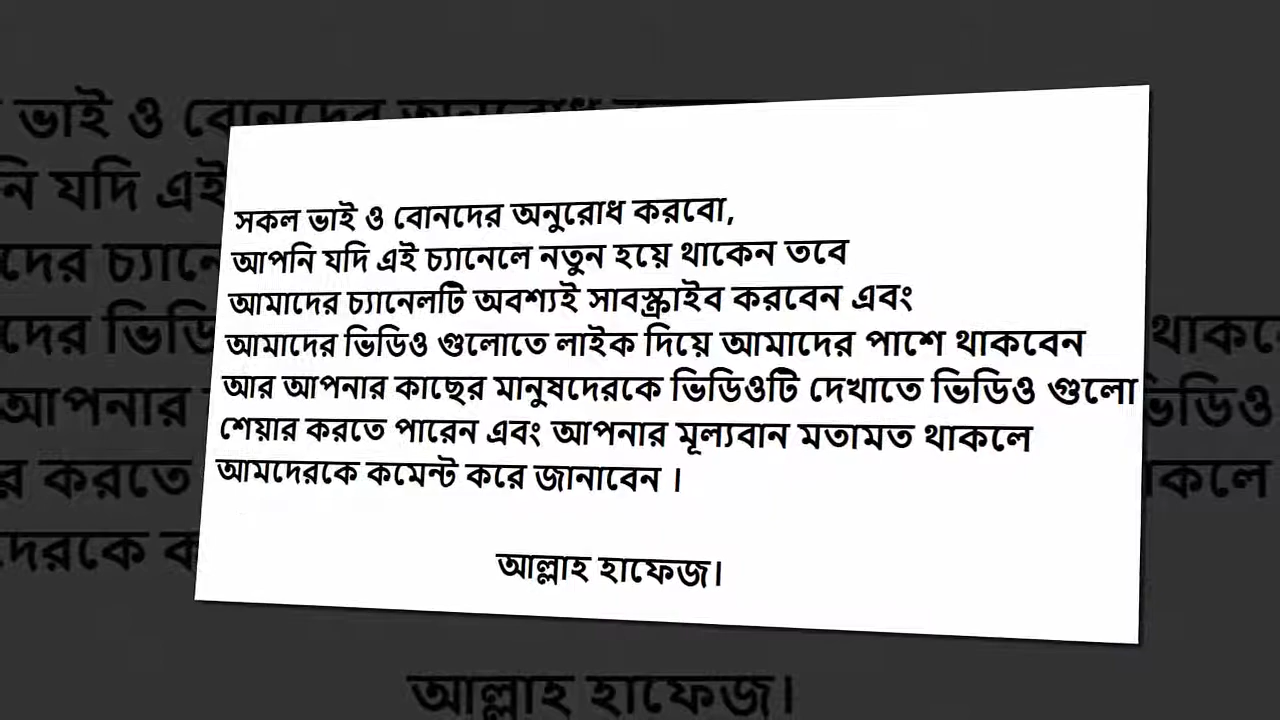 সকল ভাই ও বোনদের অনুরোধ করবো,
আপনি যদি এই চ্যানেলে নতুন হয়ে থাকেন তবে
আমাদের চ্যানেলটি অবশ্যই সাবস্ক্রাইব করবেন এবং
আমাদের ভিডিও গুলোতে লাইক দিয়ে আমাদের পাশে থাকবেন
আর আপনার কাছের মানুষদেরকে ভিডিওটি দেখাতে ভিডিও গুলো
শেয়ার করতে পারেন এবং আপনার মূল্যবান মতামত থাকলে
আমদেরকে কমেন্ট করে জানাবেন ।
আল্লাহ হাফেজ।
আল্লাহ হাফেজ।